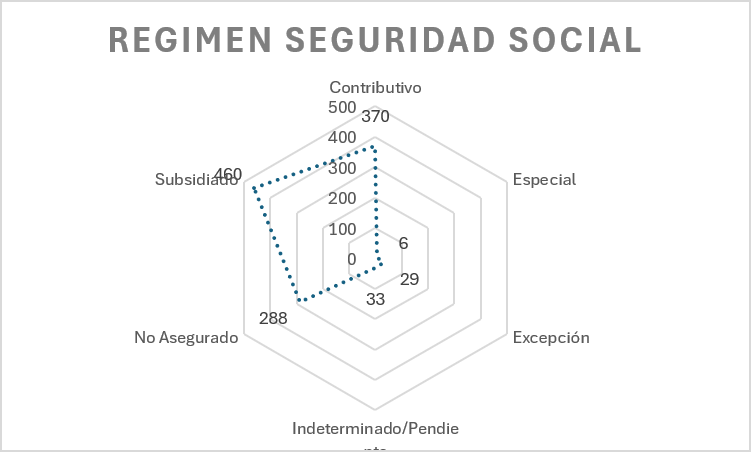 REGIMEN SEGURIDAD SOCIAL
Contributivo
500
370
400
300
460
Subsidiado
Especial
200
100
6
0
29
33
288
No Asegurado
Excepción
Indeterminado/Pendie